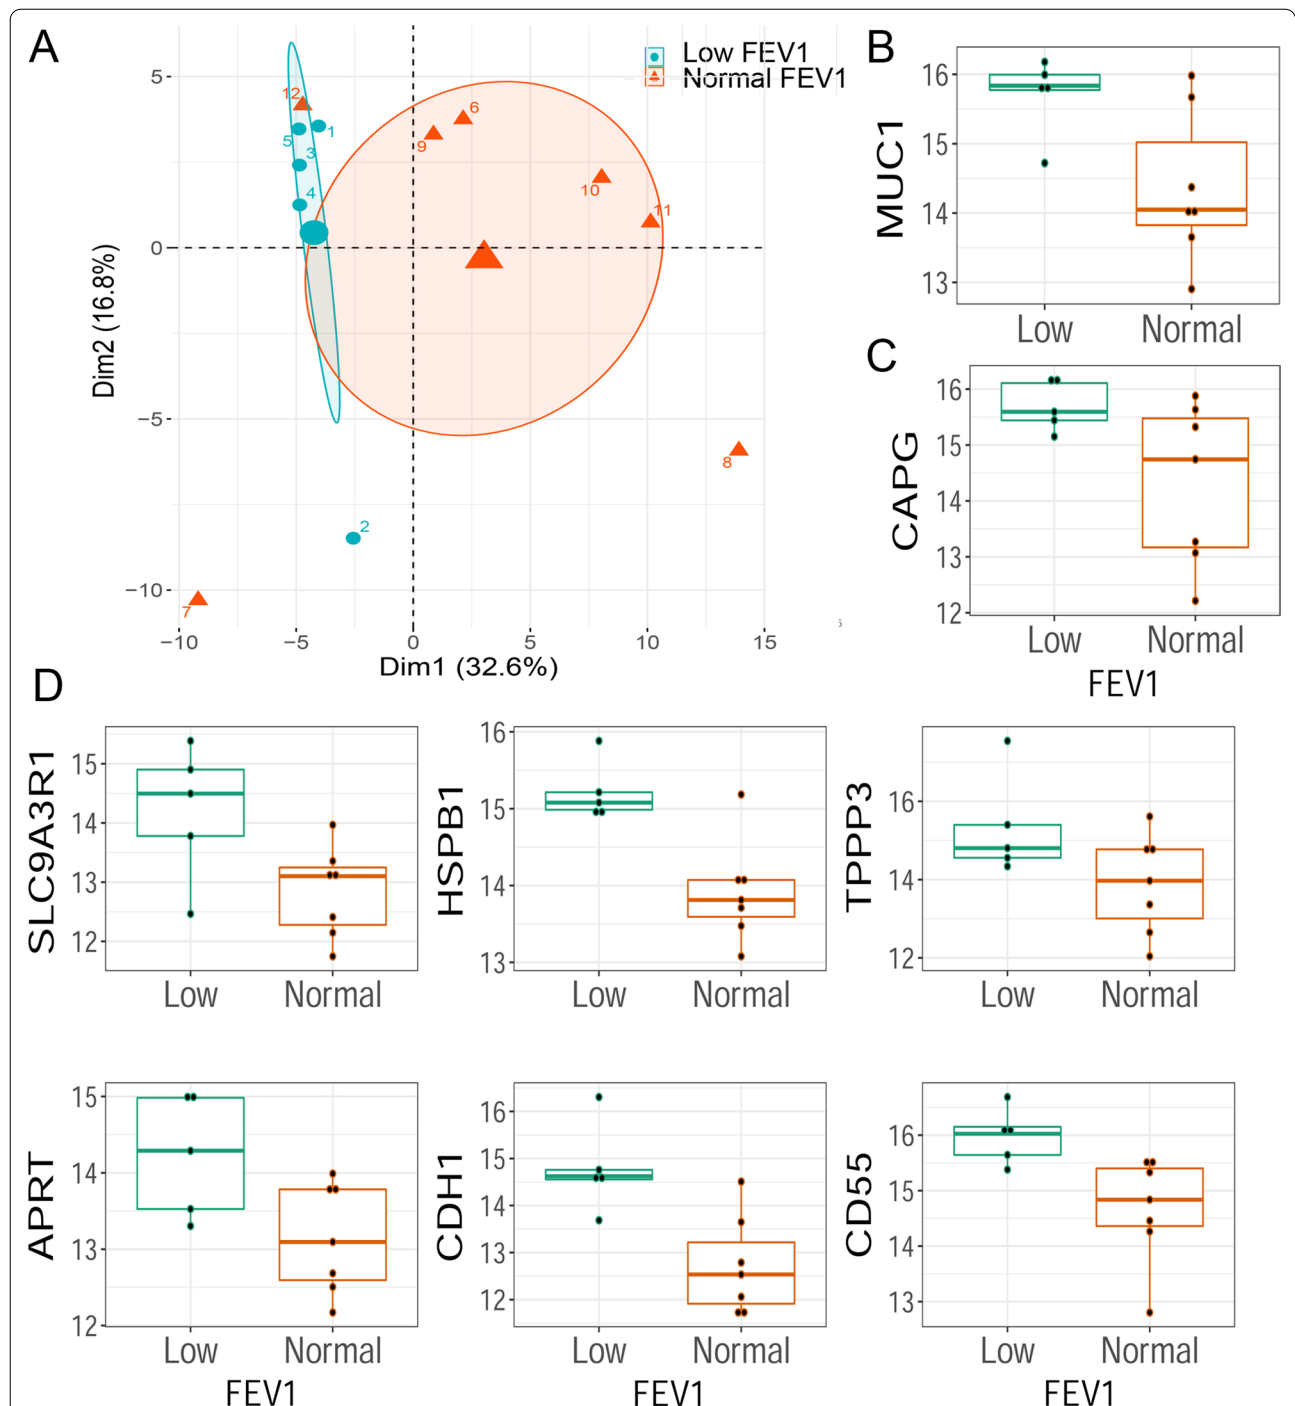 A
Low FEV1
Normal FEV1
5
0
−5
−10
Dim2 (16.8%)
12
5
1
3
4
6
9
10
11
8
2
7
−10
−5
0
5
10
15
Dim1 (32.6%)
B
MUC1
16
15
14
13
Low
Normal
C
CAPG
16
15
14
13
12
Low
Normal
FEV1
D
SLC9A3R1
15
14
13
12
Low
Normal
HSPB1
16
15
14
13
Low
Normal
TPPP3
16
14
12
Low
Normal
APRT
15
14
13
12
Low
Normal
FEV1
CDH1
16
15
14
13
12
Low
Normal
FEV1
CD55
16
15
14
13
Low
Normal
FEV1